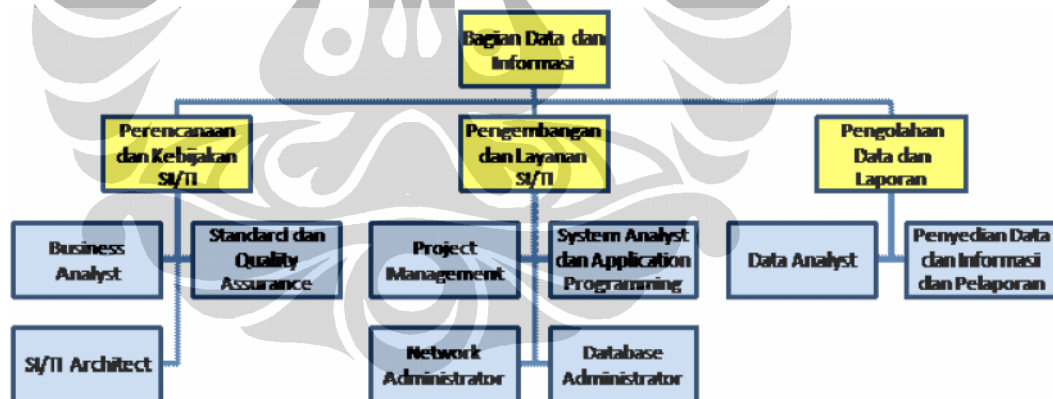 Bagian Data dan
Informasi
Perencanaan
dan Kebijakan
SI/TI
Pengembangan
dan Layanan
SI/TI
Pengolahan
Data dan
Laporan
Business
Analyst
Standard dan
Quality
Assurance
Project
Management
System Analyst
dan Application
Programming
Data Analyst
Penyedian Data
dan Informasi
dan Pelaporan
SI/TI Architect
Network
Administrator
Database
Administrator